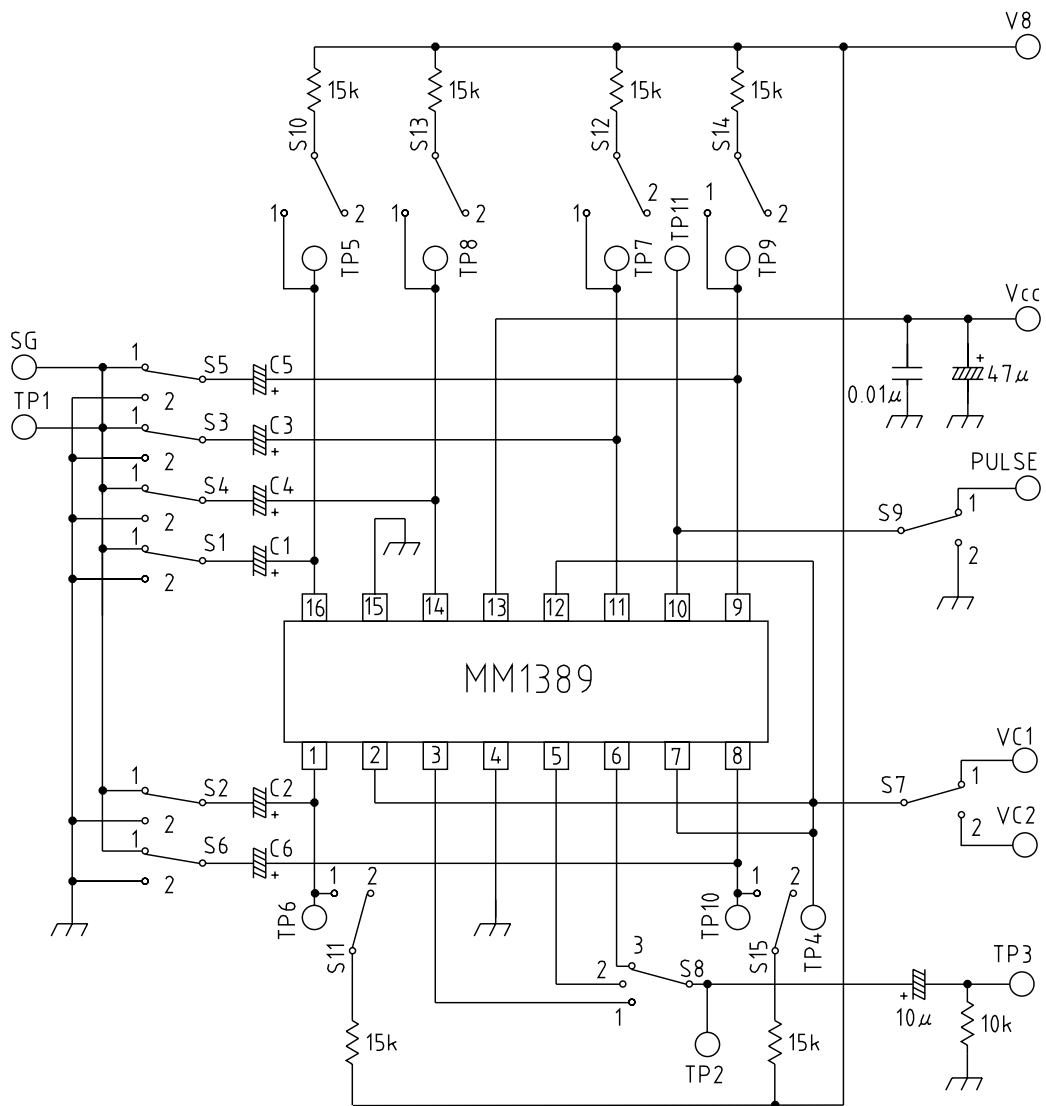 V8
15k
15k
15k
15k
S10
S13
S12
S14
1
2
1
2
1
2
1
2
TP5
TP8
TP7
TP11
TP9
Vcc
SG
TP1
1
S5
C5
+
2
1
S3
C3
+
2
1
S4
C4
+
2
1
S1
C1
+
2
0.01μ
+
47μ
PULSE
S9
1
2
16
15
14
13
12
11
10
9
MM1389
1
2
3
4
5
6
7
8
1
S2
C2
+
2
1
S6
C6
+
2
S7
1
VC1
2
VC2
1
2
TP6
S11
1
2
TP10
S15
TP4
3
2
1
S8
TP2
+
10μ
TP3
10k
15k
15k